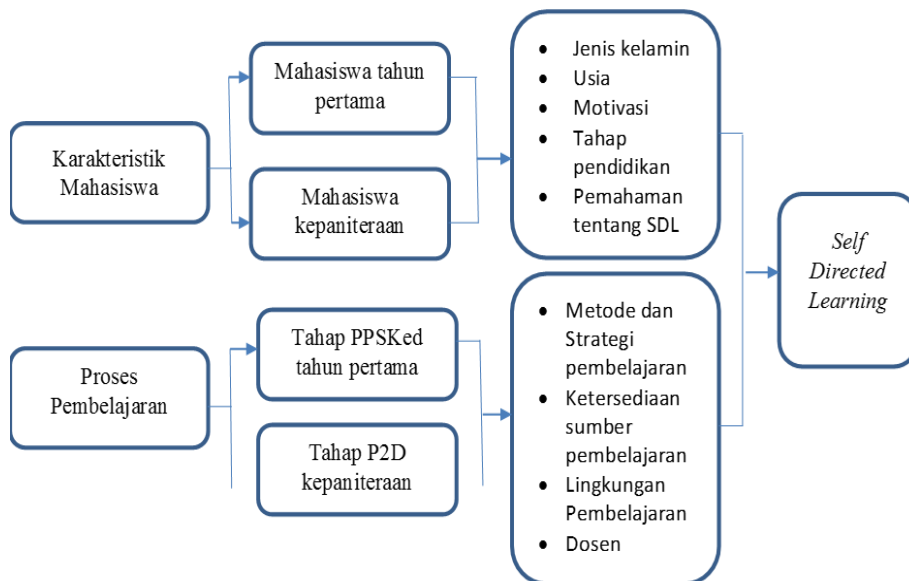 Karakteristik
Mahasiswa
Mahasiswa tahun
pertama
Mahasiswa
kepaniteraan
• Jenis kelamin
• Usia
• Motivasi
• Tahap
pendidikan
• Pemahaman
tentang SDL
Proses
Pembelajaran
Tahap PPSKed
tahun pertama
Tahap P2D
kepaniteraan
• Metode dan
Strategi
pembelajaran
• Ketersediaan
sumber
pembelajaran
• Lingkungan
Pembelajaran
• Dosen
Self
Directed
Learning